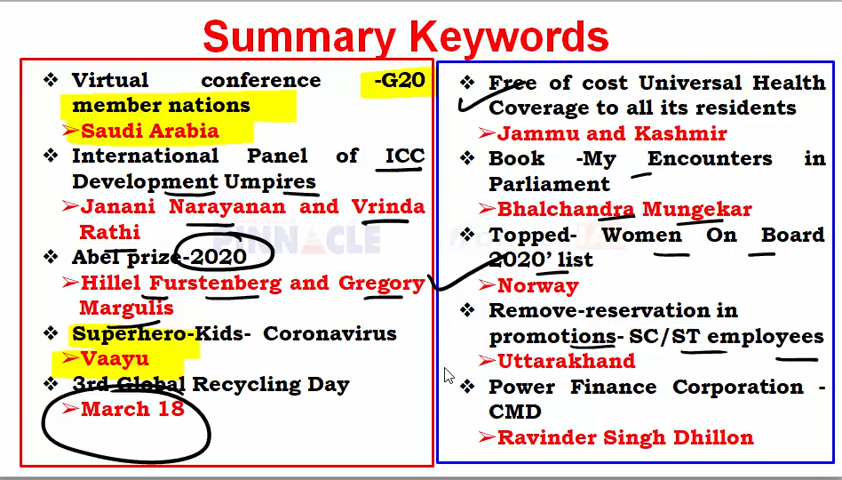 Summary Keywords
❖ Virtual conference -G20
member nations
➢Saudi Arabia
❖ International Panel of ICC
Development Umpires
➢Janani Narayanan and Vrinda
Rathi
❖ Abel prize-2020
➢Hillel Furstenberg and Gregory
Margulis
❖ Superhero-Kids- Coronavirus
➢Vaayu
❖ 3rd Global Recycling Day
➢March 18
❖ Free of cost Universal Health
Coverage to all its residents
➢Jammu and Kashmir
❖ Book -My Encounters in
Parliament
➢Bhalchandra Mungekar
❖ Topped- Women On Board
2020’ list
➢Norway
❖ Remove-reservation in
promotions- SC/ST employees
➢Uttarakhand
❖ Power Finance Corporation -
CMD
➢Ravinder Singh Dhillon
PINNACLE